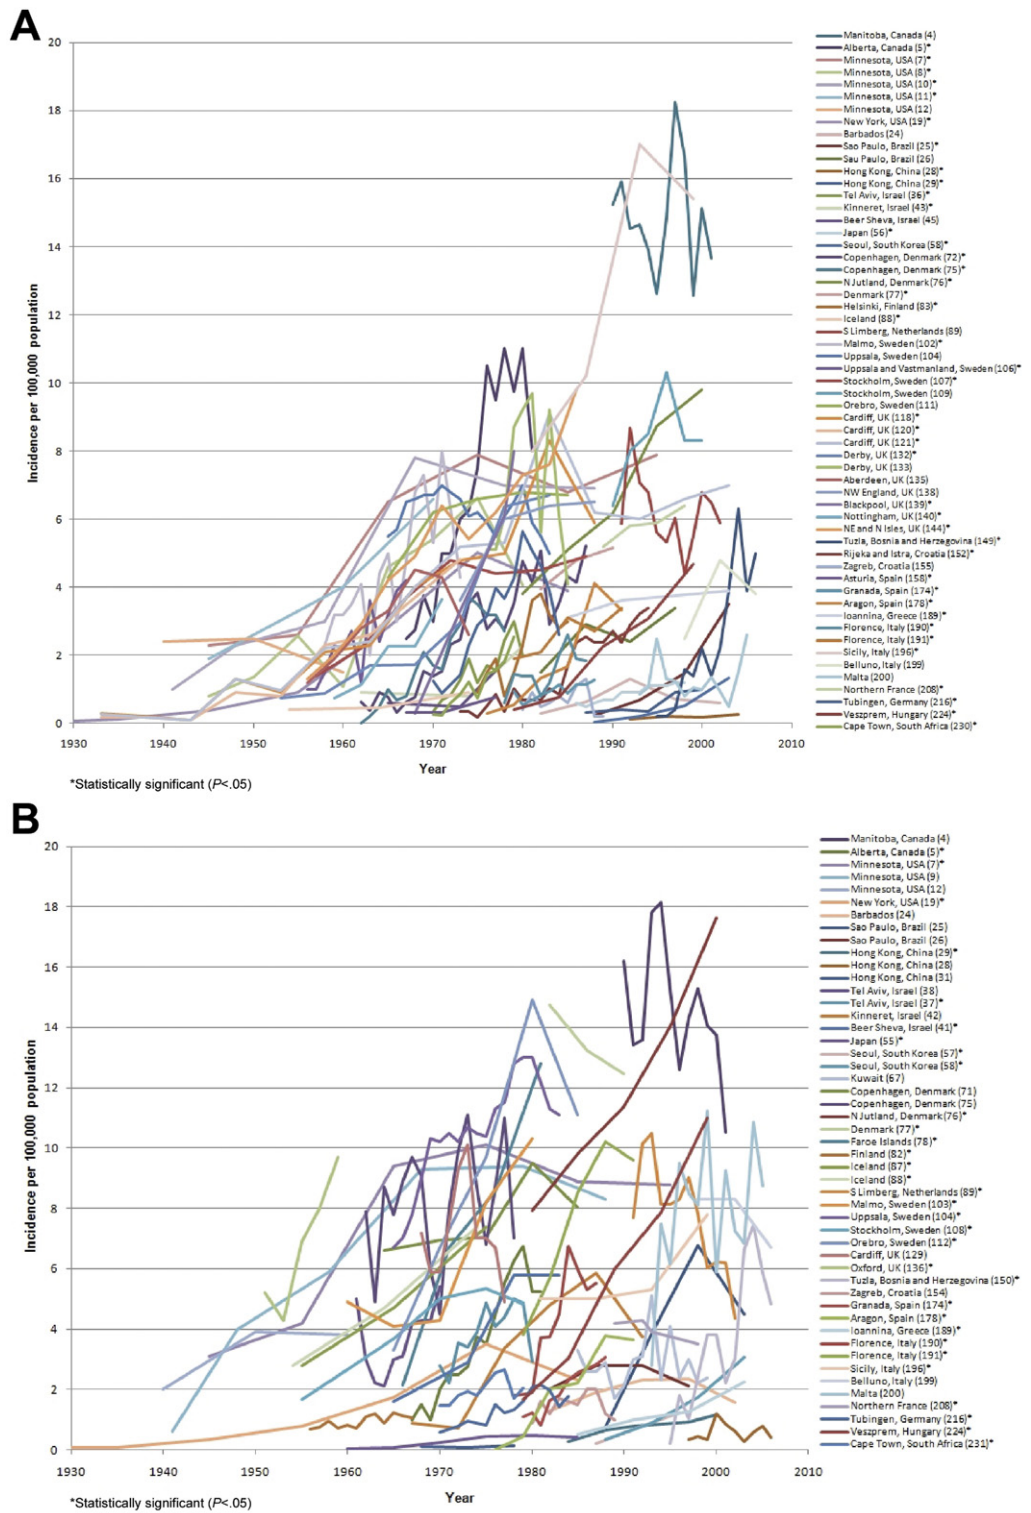 A
20
18
16
14
12
10
8
6
4
2
0
Incidence per 100,000 population
1930
1940
1950
1960
1970
1980
1990
2000
2010
Year
*Statistically significant (P<.05)
Manitoba, Canada (4)
Alberta, Canada (5)*
Minnesota, USA (7)*
Minnesota, USA (8)*
Minnesota, USA (10)*
Minnesota, USA (11)*
Minnesota, USA (12)
New York, USA (19)*
Barbados (24)
Sao Paulo, Brazil (25)*
Sau Paulo, Brazil (26)
Hong Kong, China (28)*
Hong Kong, China (29)*
Tel Aviv, Israel (36)*
Kinneret, Israel (43)*
Beer Sheva, Israel (45)
Japan (56)*
Seoul, South Korea (58)*
Copenhagen, Denmark (72)*
Copenhagen, Denmark (75)*
N Jutland, Denmark (76)*
Denmark (77)*
Helsinki, Finland (83)*
Iceland (88)*
S Limberg, Netherlands (89)
Malmo, Sweden (102)*
Uppsala, Sweden (104)
Uppsala and Vastmanland, Sweden (106)*
Stockholm, Sweden (107)*
Stockholm, Sweden (109)
Orebro, Sweden (111)
Cardiff, UK (118)*
Cardiff, UK (120)*
Cardiff, UK (121)*
Derby, UK (132)*
Derby, UK (133)
Aberdeen, UK (135)
NW England, UK (138)
Blackpool, UK (139)*
Nottingham, UK (140)*
NE and N Isles, UK (144)*
Tuzla, Bosnia and Herzegovina (149)*
Rijeka and Istra, Croatia (152)*
Zagreb, Croatia (155)
Asturia, Spain (158)*
Granada, Spain (174)*
Aragon, Spain (178)*
Ioannina, Greece (189)*
Florence, Italy (190)*
Florence, Italy (191)*
Sicily, Italy (196)*
Belluno, Italy (199)
Malta (200)
Northern France (208)*
Tubingen, Germany (216)*
Veszprem, Hungary (224)*
Cape Town, South Africa (230)*
B
20
18
16
14
12
10
8
6
4
2
0
Incidence per 100,000 population
1930
1940
1950
1960
1970
1980
1990
2000
2010
Year
*Statistically significant (P<.05)
Manitoba, Canada (4)
Alberta, Canada (5)*
Minnesota, USA (7)*
Minnesota, USA (9)
Minnesota, USA (12)
New York, USA (19)*
Barbados (24)
Sao Paulo, Brazil (25)
Sao Paulo, Brazil (26)
Hong Kong, China (29)*
Hong Kong, China (28)
Hong Kong, China (31)
Tel Aviv, Israel (38)
Tel Aviv, Israel (37)*
Kinneret, Israel (42)
Beer Sheva, Israel (41)*
Japan (55)*
Seoul, South Korea (57)*
Seoul, South Korea (58)*
Kuwait (67)
Copenhagen, Denmark (71)
Copenhagen, Denmark (75)
N Jutland, Denmark (76)*
Denmark (77)*
Faroe Islands (78)*
Finland (82)*
Iceland (87)*
Iceland (88)*
S Limberg, Netherlands (89)*
Malmo, Sweden (103)*
Uppsala, Sweden (104)*
Stockholm, Sweden (108)*
Orebro, Sweden (112)*
Cardiff, UK (129)
Oxford, UK (136)*
Tuzla, Bosnia and Herzegovina (150)*
Zagreb, Croatia (154)
Granada, Spain (174)*
Aragon, Spain (178)*
Ioannina, Greece (189)*
Florence, Italy (190)*
Florence, Italy (191)*
Sicily, Italy (196)*
Belluno, Italy (199)
Malta (200)
Northern France (208)*
Tubingen, Germany (216)*
Veszprem, Hungary (224)*
Cape Town, South Africa (231)*